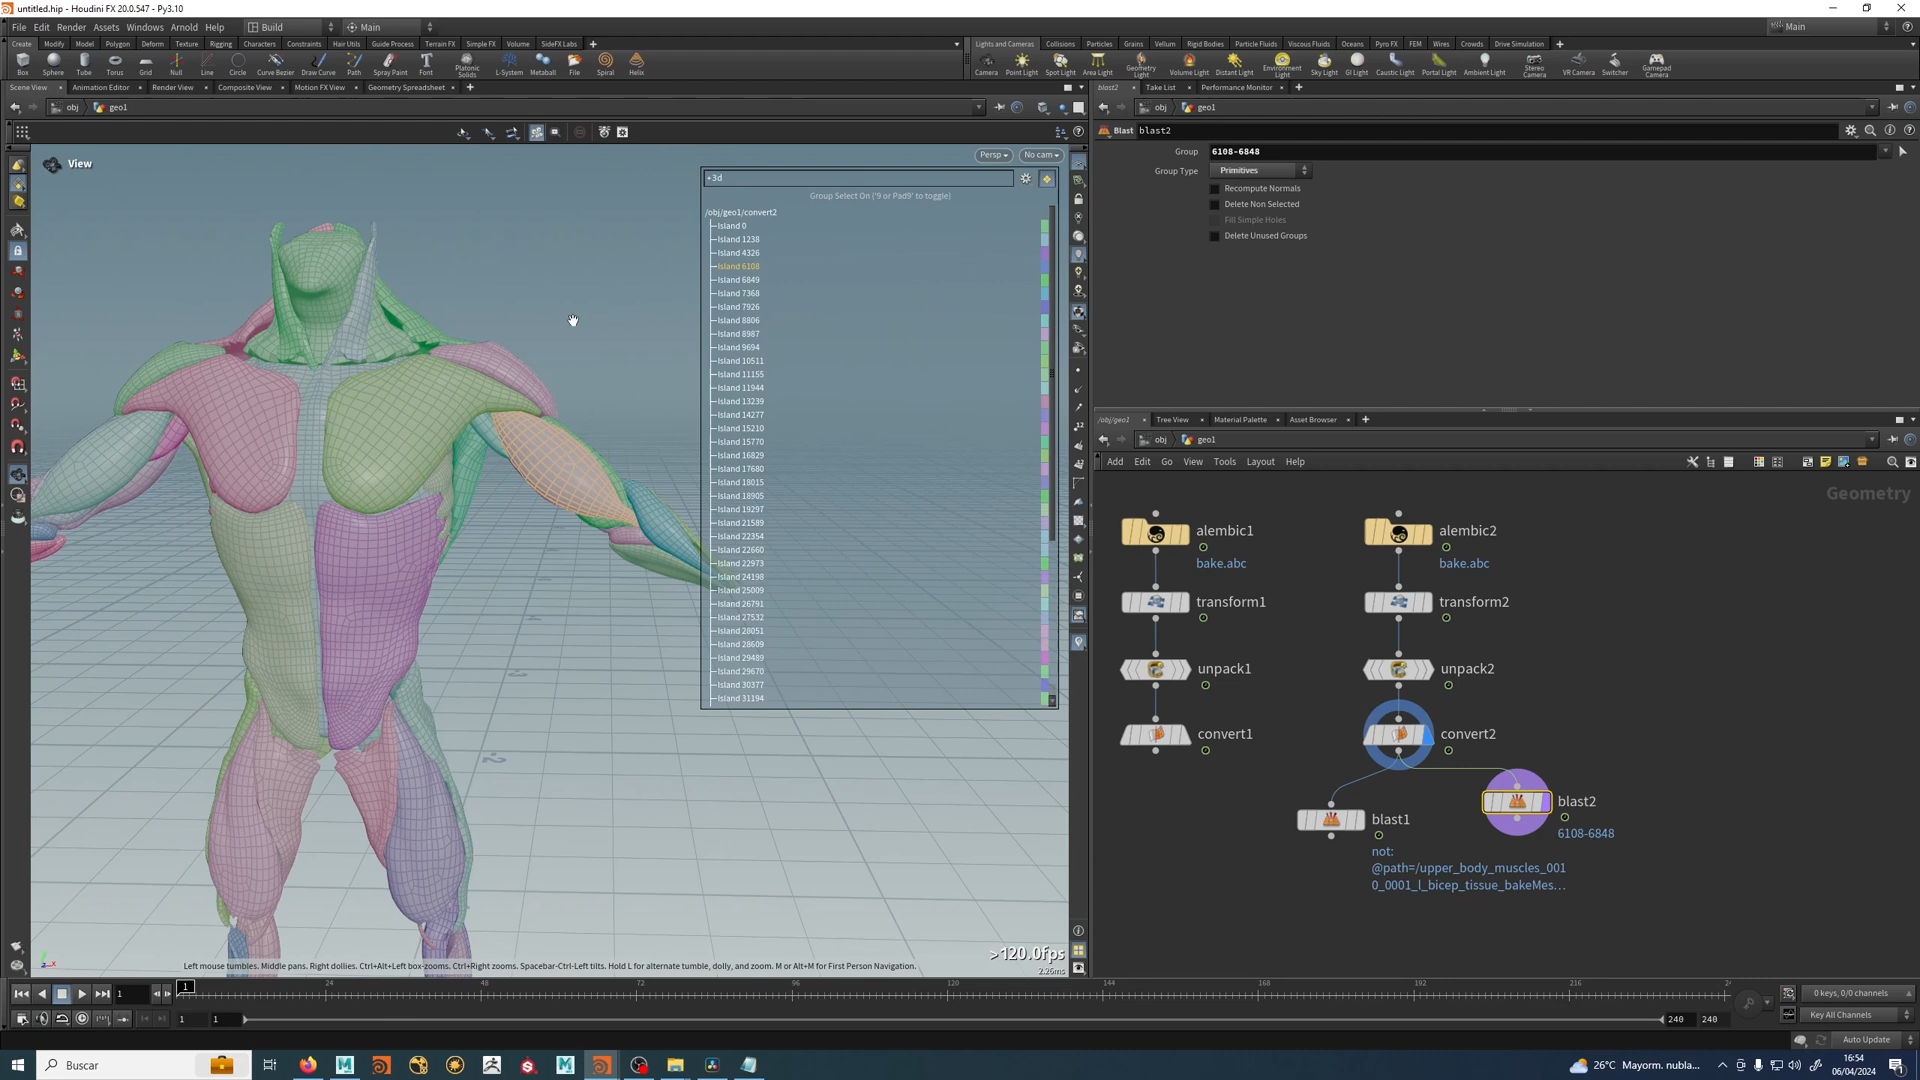 untitled.hip - Houdini FX 20.0.547 - Py3.10
File Edit Render Assets Windows Arnold Help Build Main Main
Create Modify Model Polygon Deform Texture Rigging Characters Constraints Hair Utils Guide Process Terrain FX Simple FX Volume SideFX Labs
Lights and Cameras Collisions Particles Grains Vellum Rigid Bodies Particle Fluids Viscous Fluids Oceans Pyro FX FEM Wires Crowds Drive Simulation
Box Sphere Tube Torus Grid Null Line Circle Curve Bezier Draw Curve Path Spray Paint Font Platonic Solids L-System Metaball File Spiral Helix
Camera Point Light Spot Light Area Light Geometry Light Volume Light Distant Light Environment Light Sky Light GI Light Caustic Light Portal Light Ambient Light Stereo Camera VR Camera Switcher Gamepad Camera
Scene View Animation Editor Render View Composite View Motion FX View Geometry Spreadsheet
blast2 Take List Performance Monitor
obj geo1
obj geo1
Blast blast2
Group 6108-6848
Group Type Primitives
Recompute Normals
Delete Non Selected
Fill Simple Holes
Delete Unused Groups
View
Persp No cam
+3d
Group Select On ('9 or Pad9' to toggle)
/obj/geo1/convert2
Island 0
Island 1238
Island 4326
Island 6108
Island 6849
Island 7368
Island 7926
Island 8806
Island 8987
Island 9694
Island 10511
Island 11155
Island 11944
Island 13239
Island 14277
Island 15210
Island 15770
Island 16829
Island 17680
Island 18015
Island 18905
Island 19297
Island 21589
Island 22354
Island 22660
Island 22973
Island 24198
Island 25009
Island 26791
Island 27532
Island 28051
Island 28609
Island 29489
Island 29670
Island 30377
Island 31194
>120.0fps
2.26ms
Left mouse tumbles. Middle pans. Right dollies. Ctrl+Alt+Left box-zooms. Ctrl+Right zooms. Spacebar-Ctrl-Left tilts. Hold L for alternate tumble, dolly, and zoom. M or Alt+M for First Person Navigation.
/obj/geo1 Tree View Material Palette Asset Browser
obj geo1
Add Edit Go View Tools Layout Help
Geometry
alembic1
bake.abc
alembic2
bake.abc
transform1
transform2
unpack1
unpack2
convert1
convert2
blast1
not:
@path=/upper_body_muscles_001
0_0001_l_bicep_tissue_bakeMes...
blast2
6108-6848
1 1 24 48 72 96 120 144 168 192 216
0 keys, 0/0 channels
1 1 240 240
Key All Channels
Auto Update
Buscar
26°C Mayorm. nubla...
16:54
06/04/2024